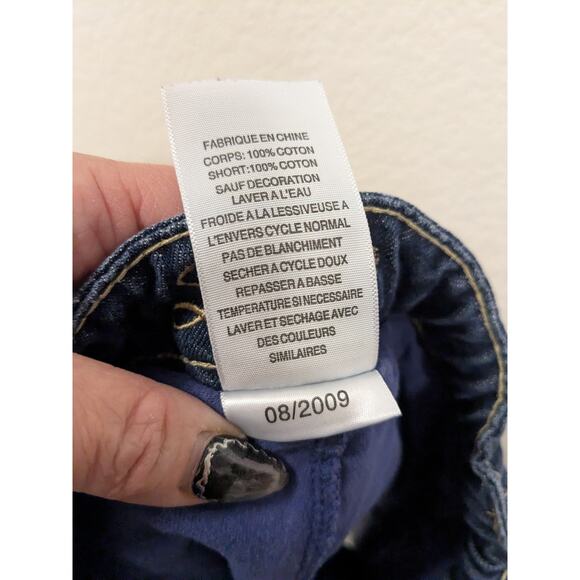 FABRIQUE EN CHINE
CORPS: 100% COTON
SHORT: 100% COTON
SAUF DECORATION
LAVER A L'EAU
FROIDE A LA LESSIVEUSE A
L'ENVERS CYCLE NORMAL
PAS DE BLANCHIMENT
SECHER A CYCLE DOUX
REPASSER A BASSE
TEMPERATURE SI NECESSAIRE
LAVER ET SECHAGE AVEC
DES COULEURS
SIMILAIRES
08/2009